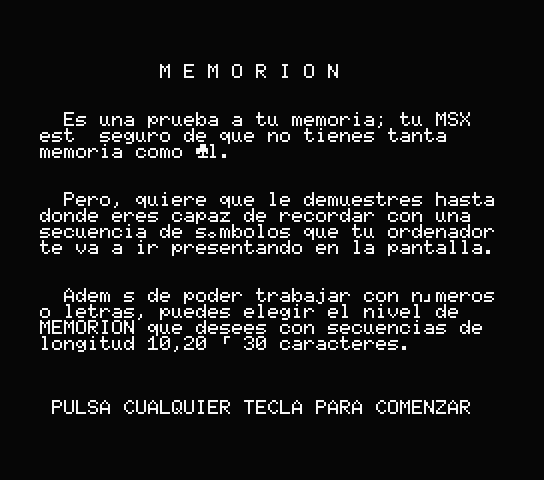 M E M O R I O N
Es una prueba a tu memoria; tu MSX
est  seguro de que no tienes tanta
memoria como ♣l.
Pero, quiere que le demuestres hasta
donde eres capaz de recordar con una
secuencia de s。mbolos que tu ordenador
te va a ir presentando en la pantalla.
Adem s de poder trabajar con n」meros
o letras, puedes elegir el nivel de
MEMORION que desees con secuencias de
longitud 10,20 「 30 caracteres.
PULSA CUALQUIER TECLA PARA COMENZAR